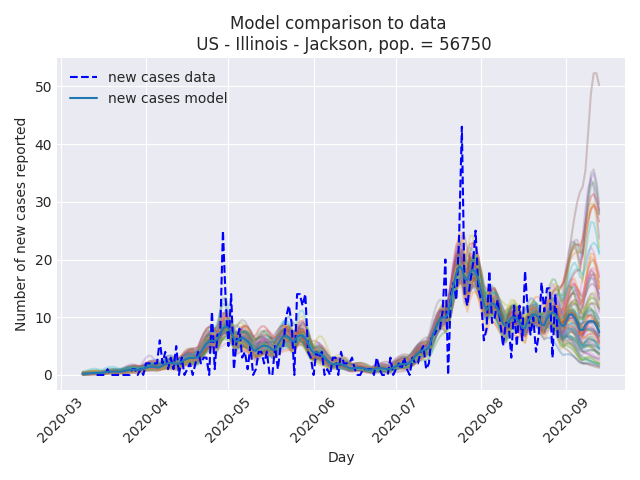 Model comparison to data
US - Illinois - Jackson, pop. = 56750
new cases data
new cases model
Number of new cases reported
50
40
30
20
10
0
2020-03
2020-04
2020-05
2020-06
2020-07
2020-08
2020-09
Day